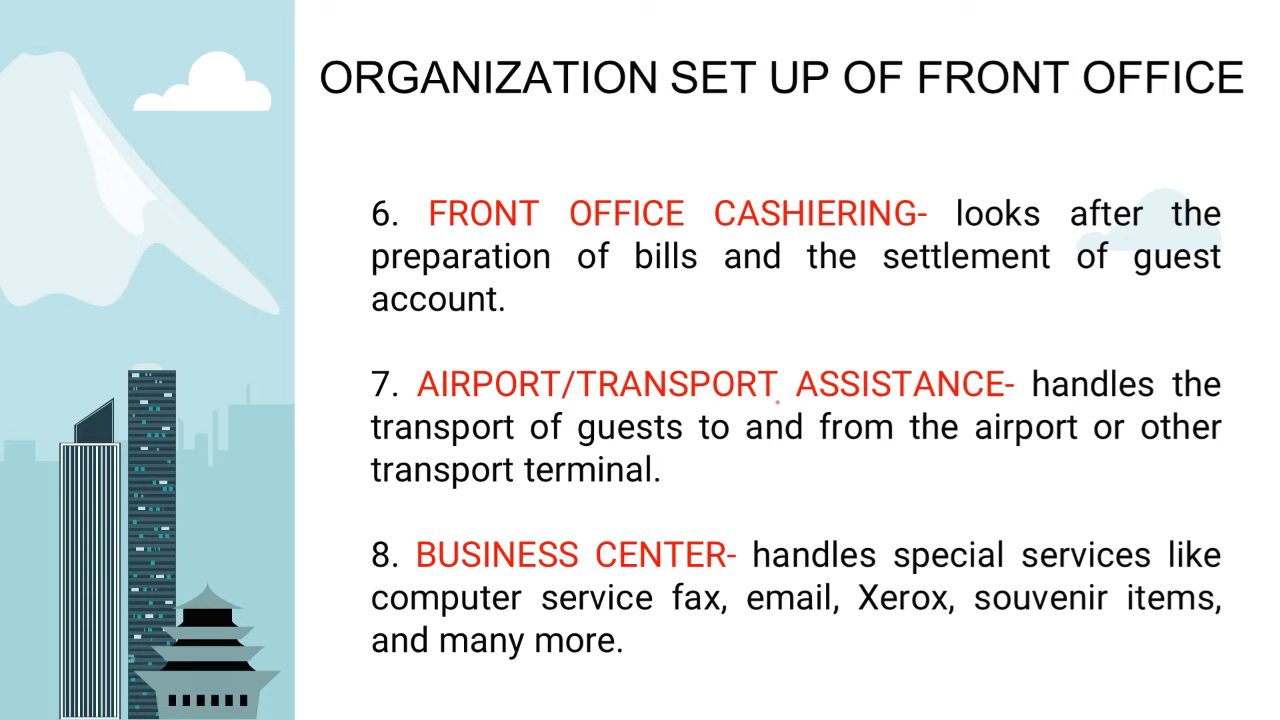 ORGANIZATION SET UP OF FRONT OFFICE
6. FRONT OFFICE CASHIERING- looks after the
preparation of bills and the settlement of guest
account.
7. AIRPORT/TRANSPORT ASSISTANCE- handles the
transport of guests to and from the airport or other
transport terminal.
8. BUSINESS CENTER- handles special services like
computer service fax, email, Xerox, souvenir items,
and many more.